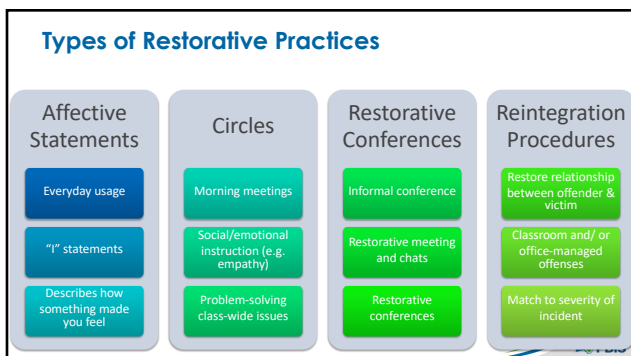 Types of Restorative Practices
Affective
Statements
Everyday usage
"I" statements
Describes how
something made
you feel
Circles
Morning meetings
Social/emotional
instruction (e.g.
empathy)
Problem-solving
class-wide issues
Restorative
Conferences
Informal conference
Restorative meeting
and chats
Restorative
conferences
Reintegration
Procedures
Restore relationship
between offender &
victim
Classroom and/ or
office-managed
offenses
Match to severity of
incident